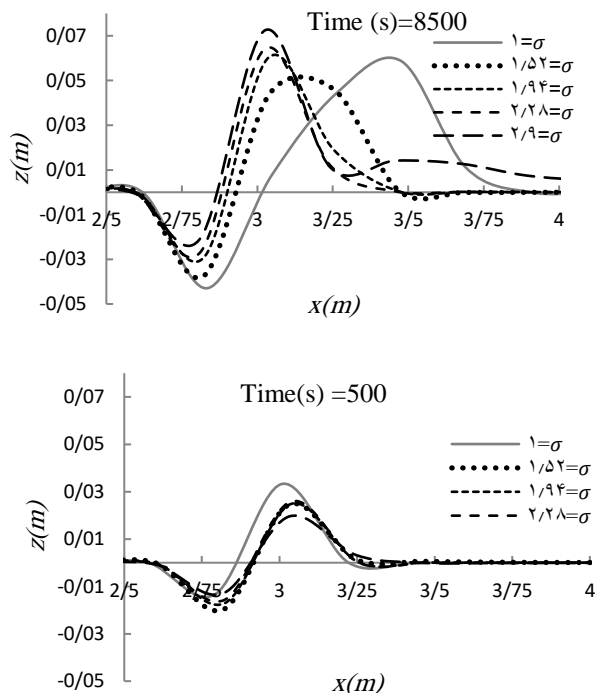 Time (s)=8500
0/07
0/05
0/03
0/01
-0/01
-0/03
-0/05
z(m)
۱=σ
۱٫۵۲=σ
۱٫۹۴=σ
۲٫۲۸=σ
۲٫۹=σ
2/5
2/75
3
3/25
3/5
3/75
4
x(m)
Time(s) =500
0/07
0/05
0/03
0/01
-0/01
-0/03
-0/05
z(m)
۱=σ
۱٫۵۲=σ
۱٫۹۴=σ
۲٫۲۸=σ
2/5
2/75
3
3/25
3/5
3/75
4
x(m)